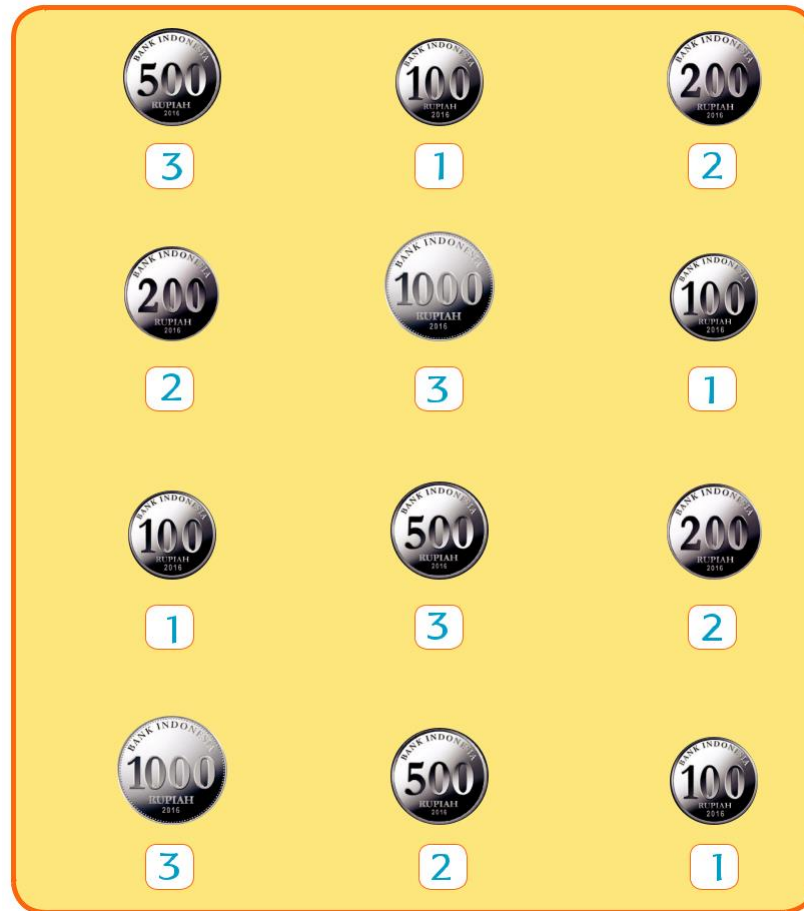 BANK INDONESIA 500 RUPIAH 2016
BANK INDONESIA 100 RUPIAH 2016
BANK INDONESIA 200 RUPIAH 2016
3 1 2
BANK INDONESIA 200 RUPIAH 2016
BANK INDONESIA 1000 RUPIAH 2016
BANK INDONESIA 100 RUPIAH 2016
2 3 1
BANK INDONESIA 100 RUPIAH 2016
BANK INDONESIA 500 RUPIAH 2016
BANK INDONESIA 200 RUPIAH 2016
1 3 2
BANK INDONESIA 1000 RUPIAH 2016
BANK INDONESIA 500 RUPIAH 2016
BANK INDONESIA 100 RUPIAH 2016
3 2 1